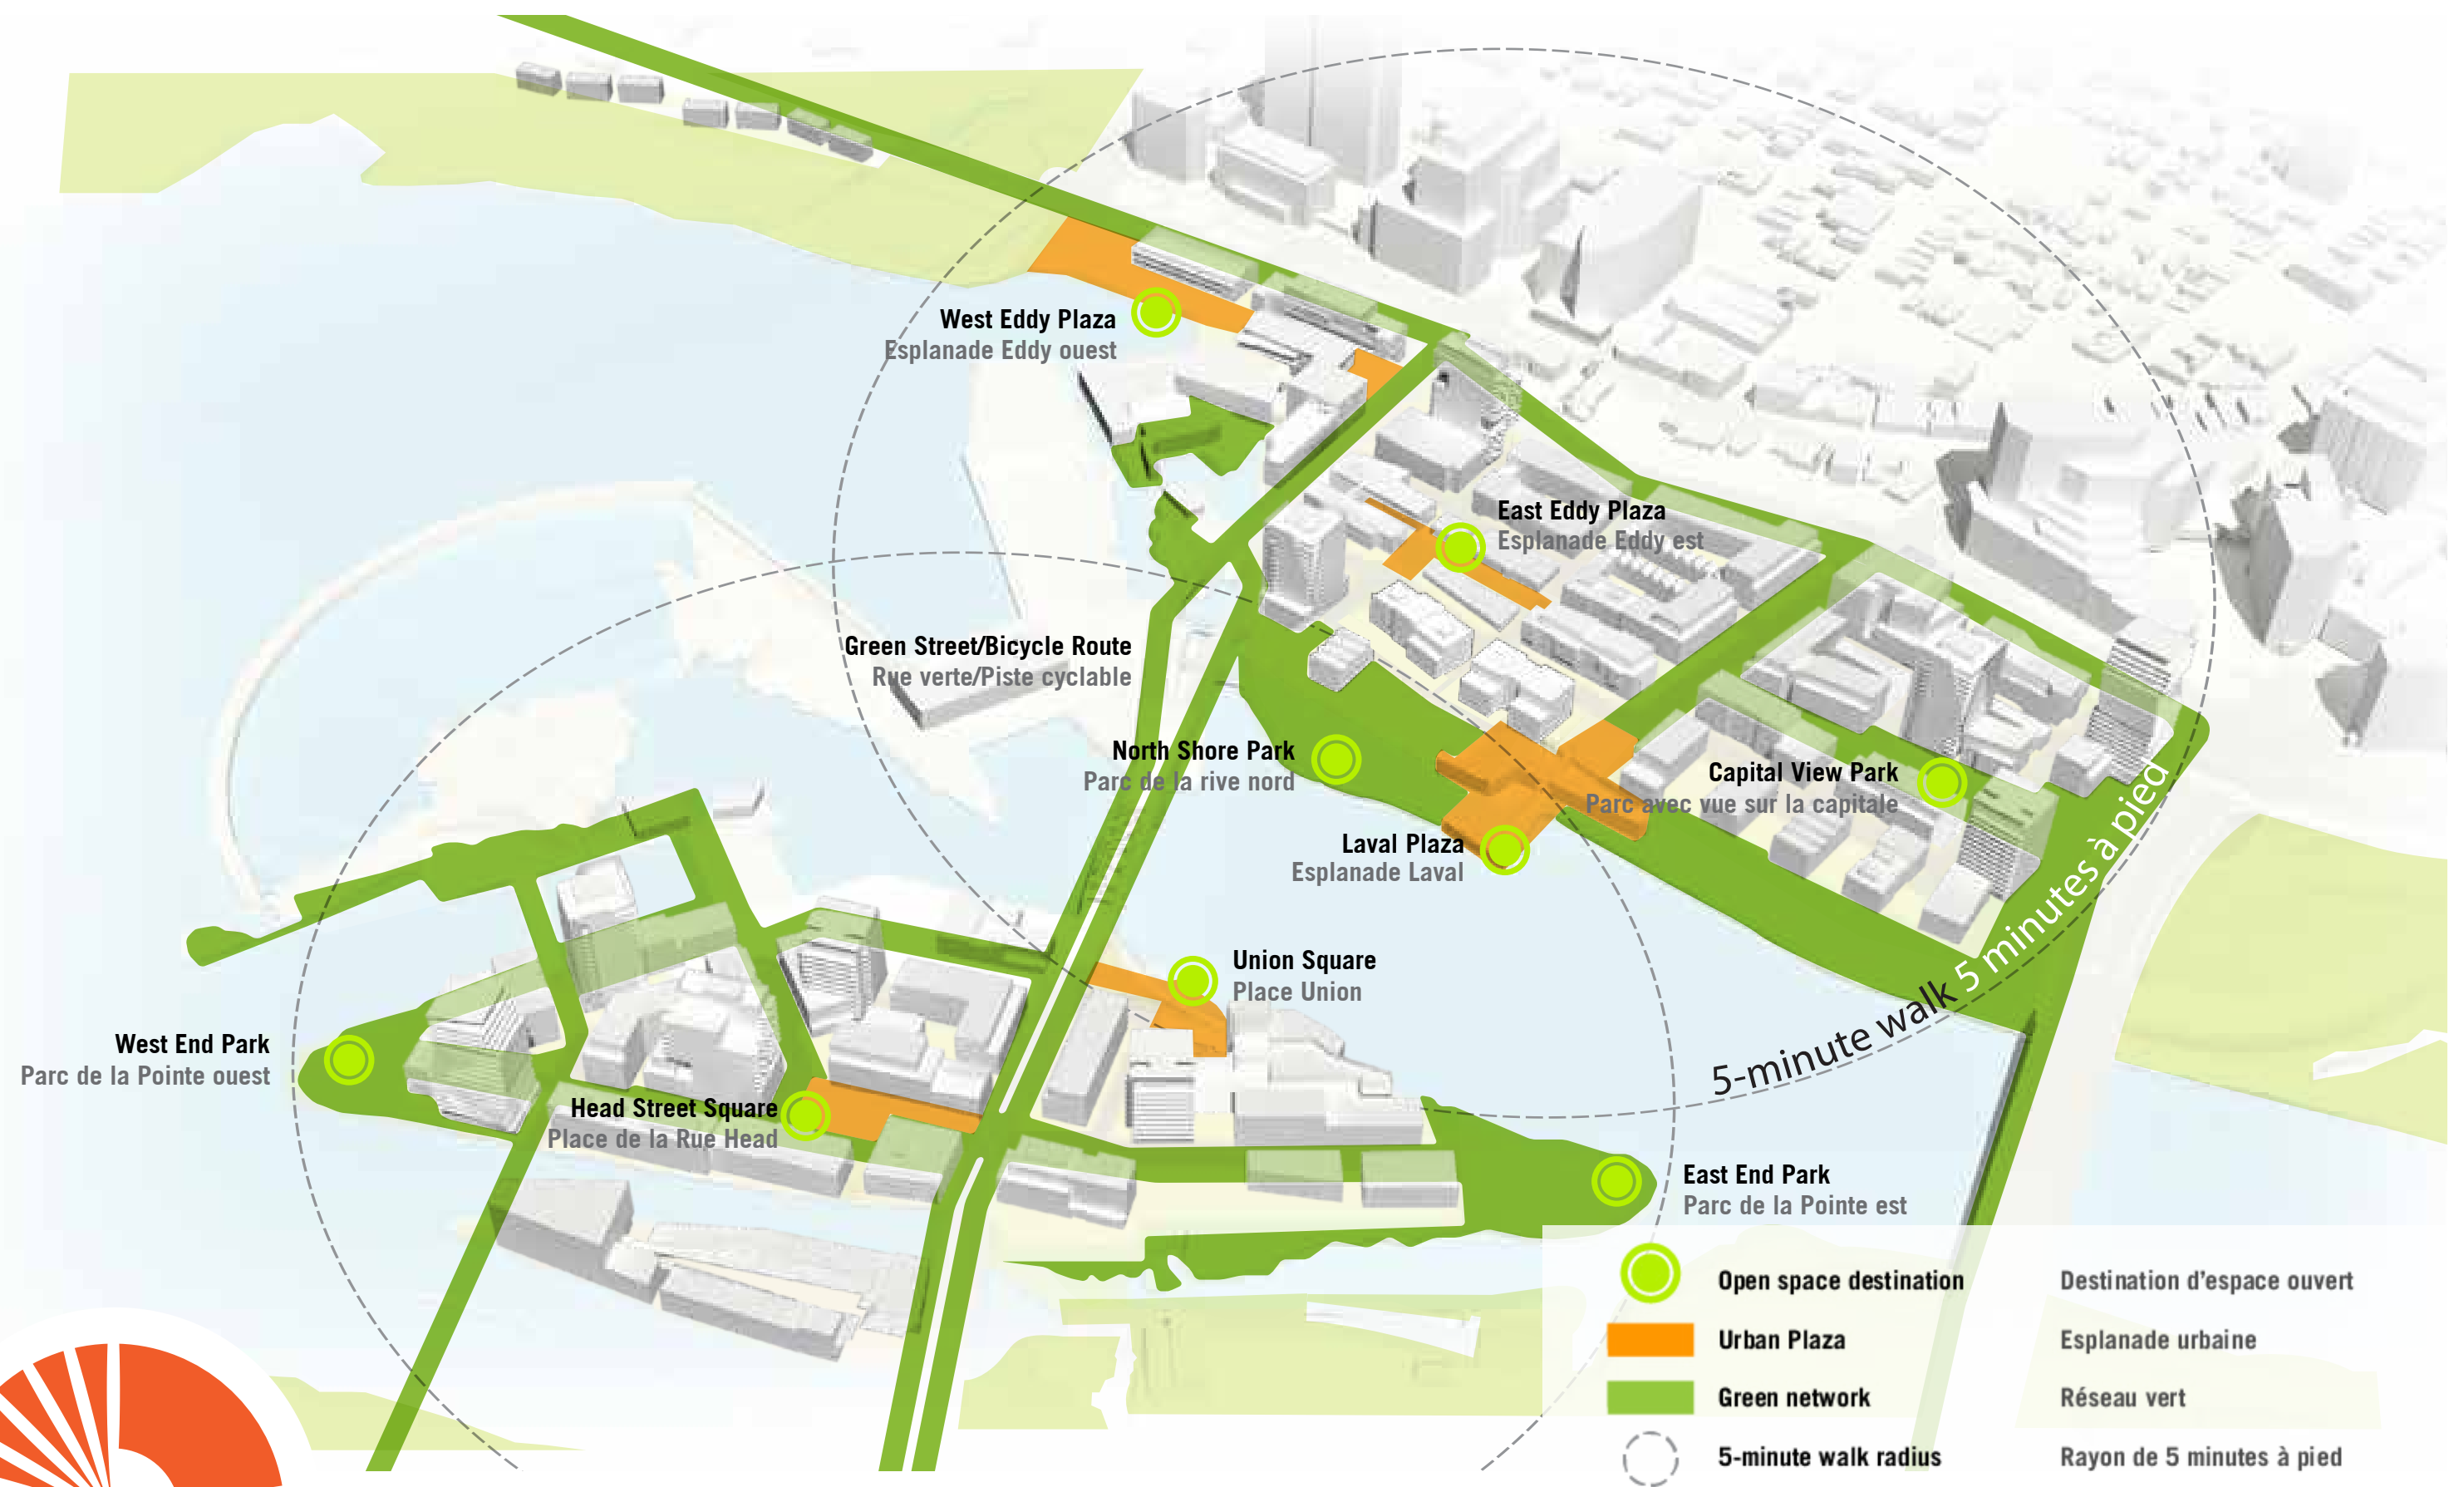 West Eddy Plaza
Esplanade Eddy ouest
East Eddy Plaza
Esplanade Eddy est
Green Street/Bicycle Route
Rue verte/Piste cyclable
North Shore Park
Parc de la rive nord
Capital View Park
Parc avec vue sur la capitale
Laval Plaza
Esplanade Laval
Union Square
Place Union
5-minute walk 5 minutes à pied
West End Park
Parc de la Pointe ouest
Head Street Square
Place de la Rue Head
East End Park
Parc de la Pointe est
Open space destination Destination d'espace ouvert
Urban Plaza Esplanade urbaine
Green network Réseau vert
5-minute walk radius Rayon de 5 minutes à pied